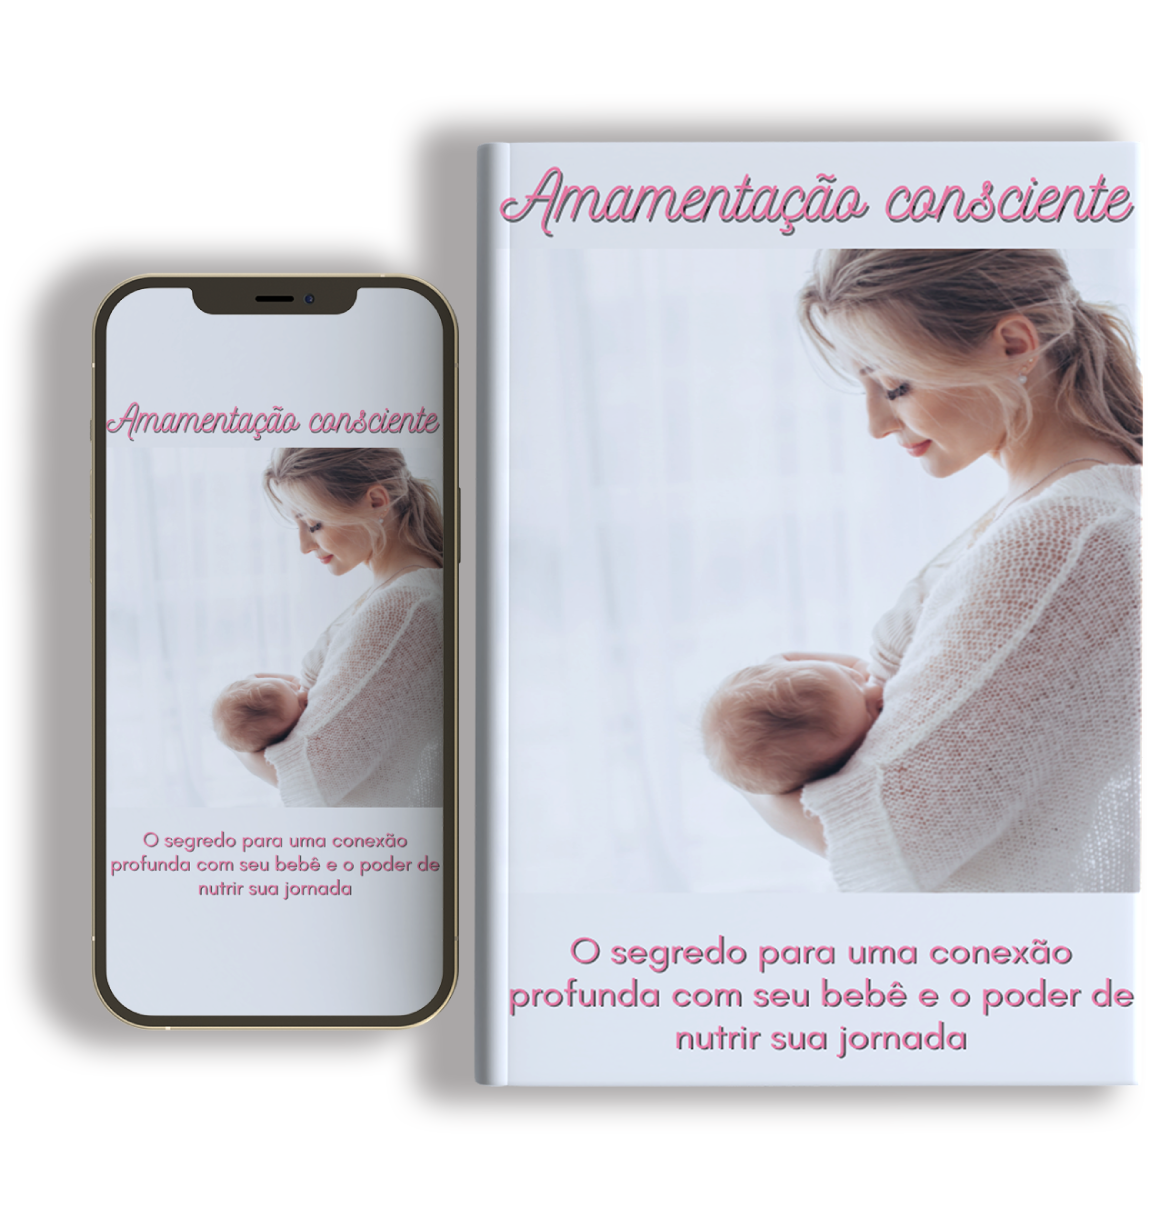 Amamentação consciente
O segredo para uma conexão
profunda com seu bebê e o poder de
nutrir sua jornada
Amamentação consciente
O segredo para uma conexão
profunda com seu bebê e o poder de
nutrir sua jornada